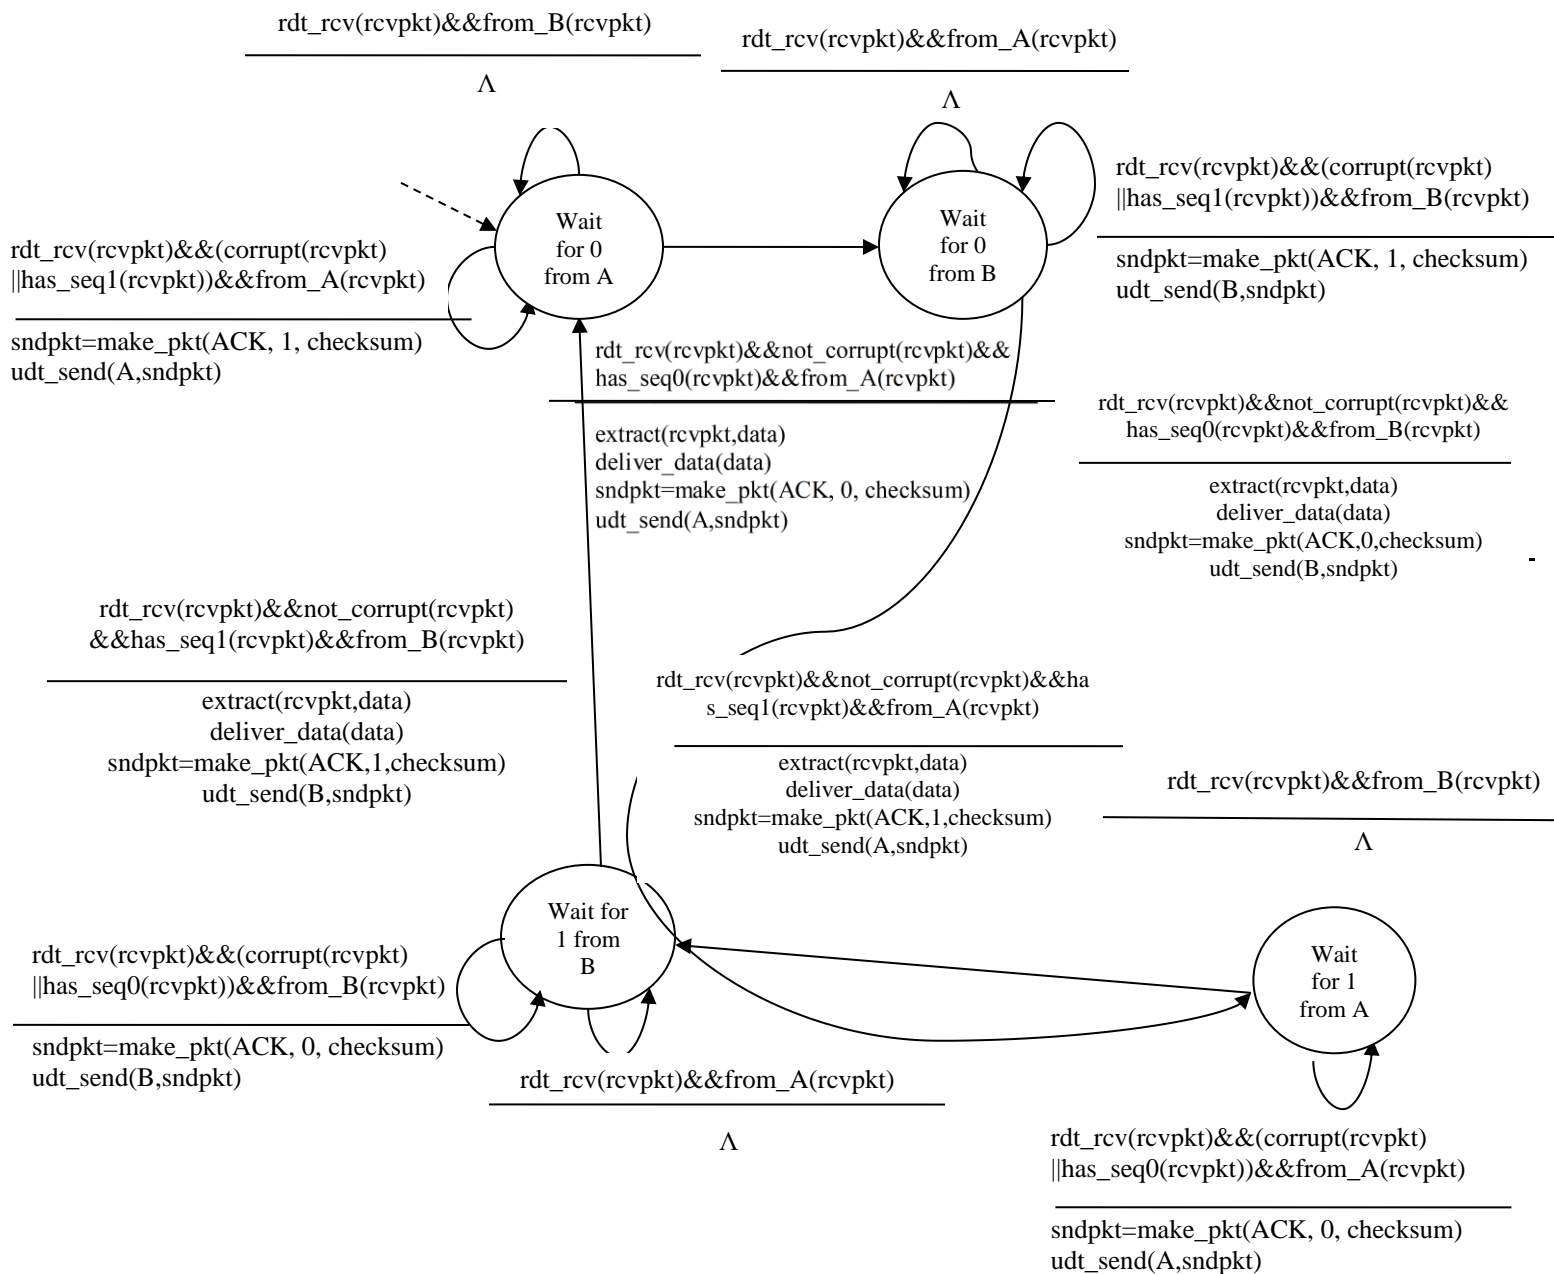 rdt_rcv(rcvpkt)&&from_B(rcvpkt)
Λ
rdt_rcv(rcvpkt)&&from_A(rcvpkt)
Λ
rdt_rcv(rcvpkt)&&(corrupt(rcvpkt)
||has_seq1(rcvpkt))&&from_B(rcvpkt)
sndpkt=make_pkt(ACK, 1, checksum)
udt_send(B,sndpkt)
Wait
for 0
from A
Wait
for 0
from B
rdt_rcv(rcvpkt)&&(corrupt(rcvpkt)
||has_seq1(rcvpkt))&&from_A(rcvpkt)
sndpkt=make_pkt(ACK, 1, checksum)
udt_send(A,sndpkt)
rdt_rcv(rcvpkt)&&not_corrupt(rcvpkt)&&
has_seq0(rcvpkt)&&from_A(rcvpkt)
extract(rcvpkt,data)
deliver_data(data)
sndpkt=make_pkt(ACK, 0, checksum)
udt_send(A,sndpkt)
rdt_rcv(rcvpkt)&&not_corrupt(rcvpkt)&&
has_seq0(rcvpkt)&&from_B(rcvpkt)
extract(rcvpkt,data)
deliver_data(data)
sndpkt=make_pkt(ACK,0,checksum)
udt_send(B,sndpkt)
rdt_rcv(rcvpkt)&&not_corrupt(rcvpkt)
&&has_seq1(rcvpkt)&&from_B(rcvpkt)
extract(rcvpkt,data)
deliver_data(data)
sndpkt=make_pkt(ACK,1,checksum)
udt_send(B,sndpkt)
rdt_rcv(rcvpkt)&&not_corrupt(rcvpkt)&&ha
s_seq1(rcvpkt)&&from_A(rcvpkt)
extract(rcvpkt,data)
deliver_data(data)
sndpkt=make_pkt(ACK,1,checksum)
udt_send(A,sndpkt)
rdt_rcv(rcvpkt)&&from_B(rcvpkt)
Λ
Wait for
1 from
B
Wait
for 1
from A
rdt_rcv(rcvpkt)&&(corrupt(rcvpkt)
||has_seq0(rcvpkt))&&from_B(rcvpkt)
sndpkt=make_pkt(ACK, 0, checksum)
udt_send(B,sndpkt)
rdt_rcv(rcvpkt)&&from_A(rcvpkt)
Λ
rdt_rcv(rcvpkt)&&(corrupt(rcvpkt)
||has_seq0(rcvpkt))&&from_A(rcvpkt)
sndpkt=make_pkt(ACK, 0, checksum)
udt_send(A,sndpkt)